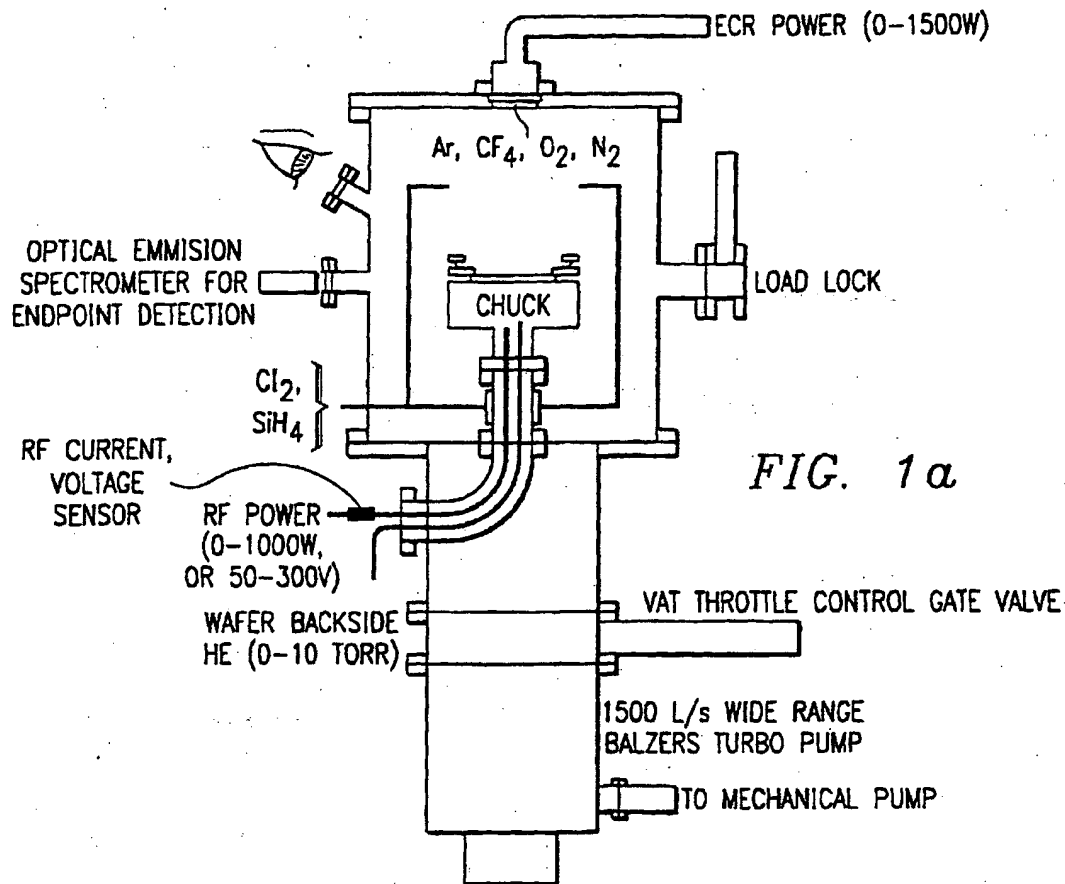 ECR POWER (0-1500W)
Ar, CF4, O2, N2
OPTICAL EMMISION
SPECTROMETER FOR
ENDPOINT DETECTION
CHUCK
LOAD LOCK
Cl2,
SiH4
RF CURRENT,
VOLTAGE
SENSOR
RF POWER
(0-1000W,
OR 50-300V)
FIG. 1a
WAFER BACKSIDE
HE (0-10 TORR)
VAT THROTTLE CONTROL GATE VALVE
1500 L/s WIDE RANGE
BALZERS TURBO PUMP
TO MECHANICAL PUMP